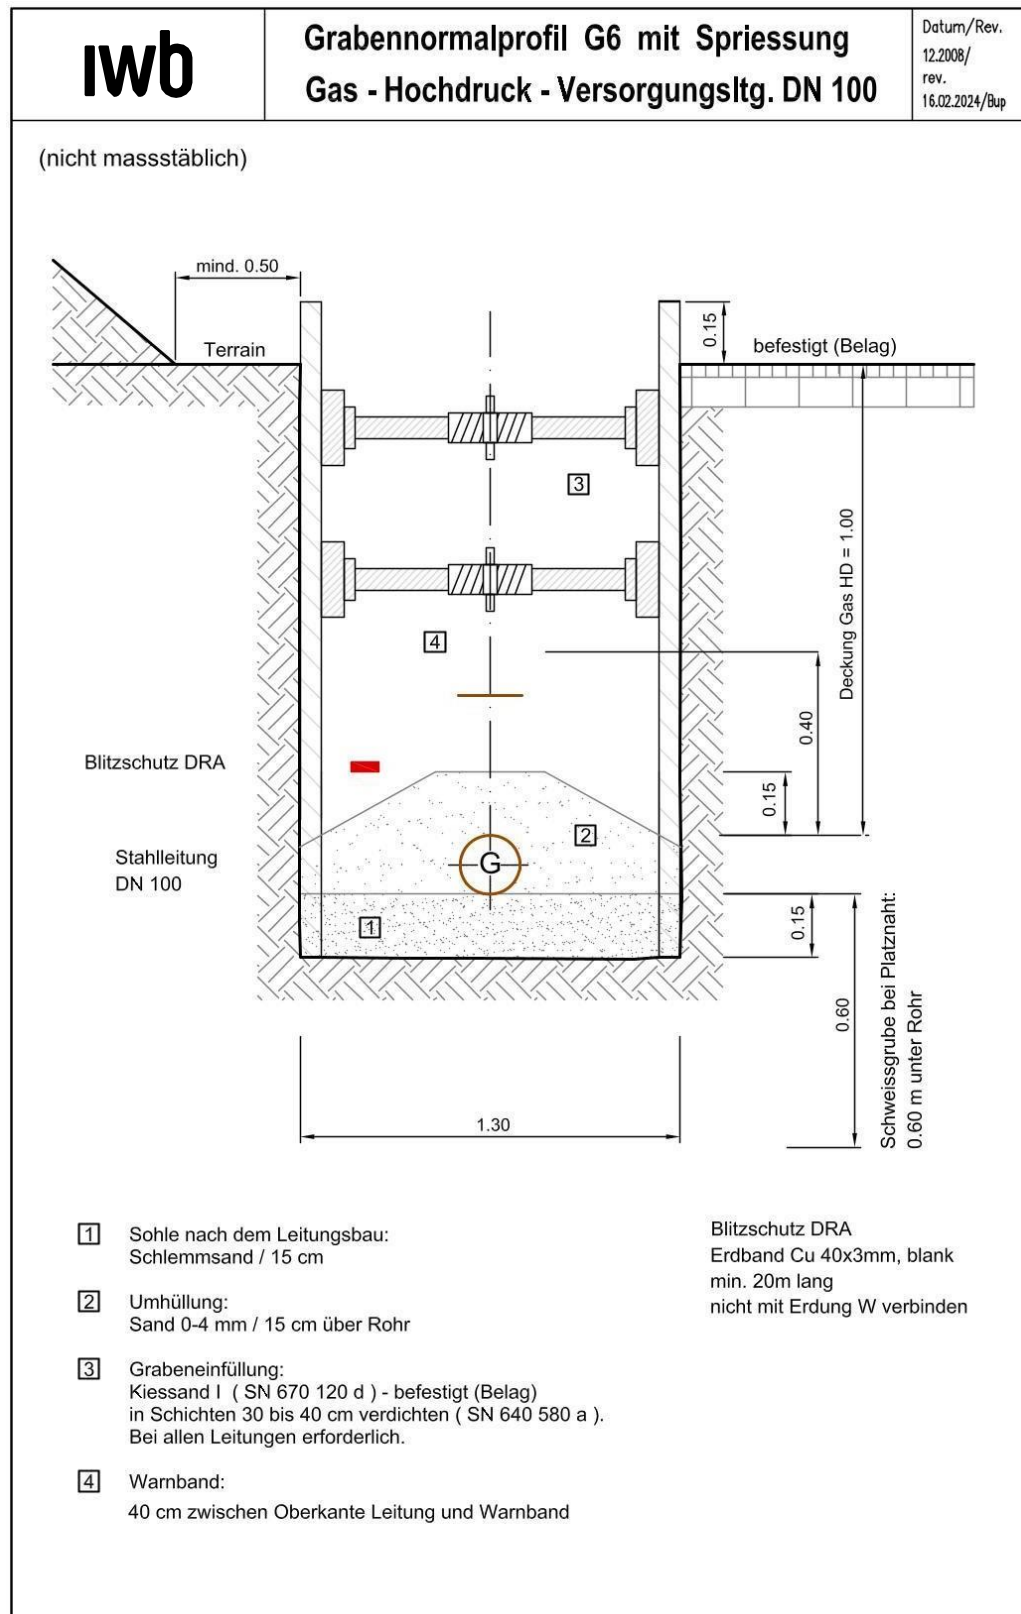 iwb
Grabennormalprofil G6 mit Spriessung
Gas - Hochdruck - Versorgungsltg. DN 100
Datum/Rev.
12.2008/
rev.
16.02.2024/Bup
(nicht massstäblich)
mind. 0.50
Terrain
0.15
befestigt (Belag)
3
4
Deckung Gas HD = 1.00
0.40
Blitzschutz DRA
0.15
2
Stahlleitung
DN 100
G
1
0.15
0.60
Schweissgrube bei Platznaht:
0.60 m unter Rohr
1.30
1 Sohle nach dem Leitungsbau:
Schlemmsand / 15 cm
2 Umhüllung:
Sand 0-4 mm / 15 cm über Rohr
3 Grabeneinfüllung:
Kiessand I ( SN 670 120 d ) - befestigt (Belag)
in Schichten 30 bis 40 cm verdichten ( SN 640 580 a ).
Bei allen Leitungen erforderlich.
4 Warnband:
40 cm zwischen Oberkante Leitung und Warnband
Blitzschutz DRA
Erdband Cu 40x3mm, blank
min. 20m lang
nicht mit Erdung W verbinden